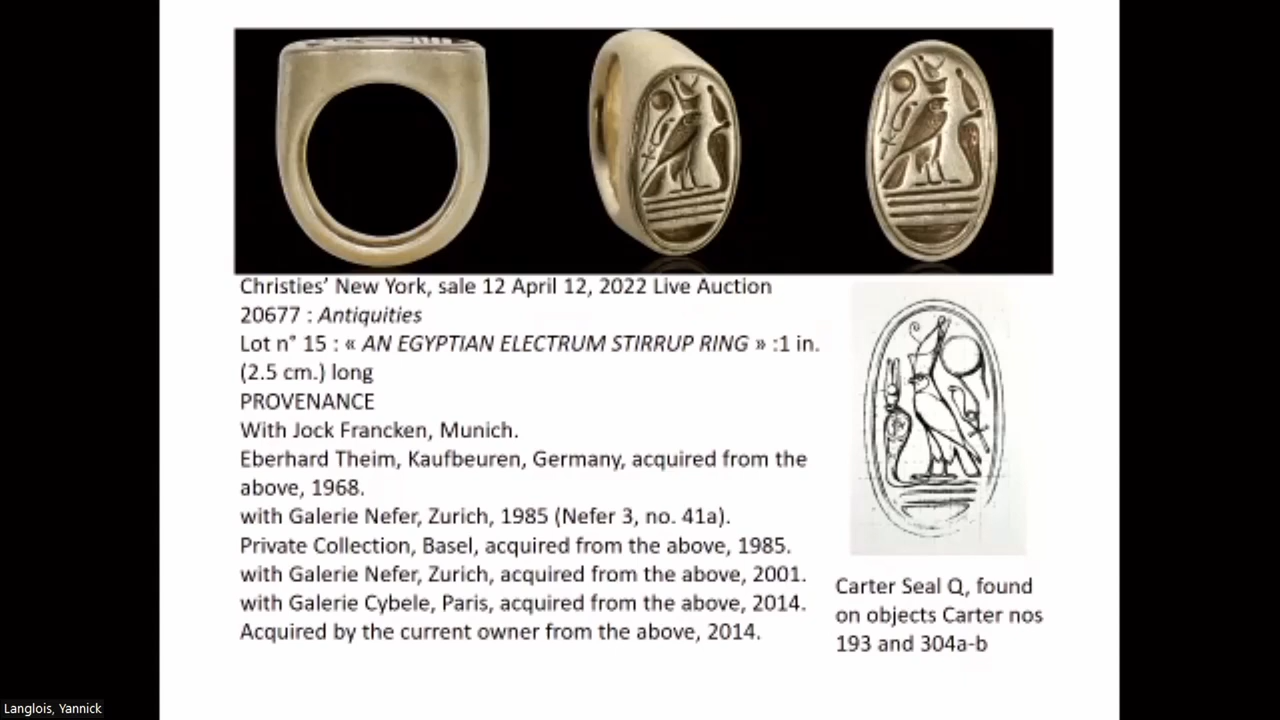 Christies’ New York, sale 12 April 12, 2022 Live Auction
20677 : Antiquities
Lot n° 15 : « AN EGYPTIAN ELECTRUM STIRRUP RING » :1 in.
(2.5 cm.) long
PROVENANCE
With Jock Francken, Munich.
Eberhard Theim, Kaufbeuren, Germany, acquired from the
above, 1968.
with Galerie Nefer, Zurich, 1985 (Nefer 3, no. 41a).
Private Collection, Basel, acquired from the above, 1985.
with Galerie Nefer, Zurich, acquired from the above, 2001.
with Galerie Cybele, Paris, acquired from the above, 2014.
Acquired by the current owner from the above, 2014.
Carter Seal Q, found
on objects Carter nos
193 and 304a-b
Langlois, Yannick